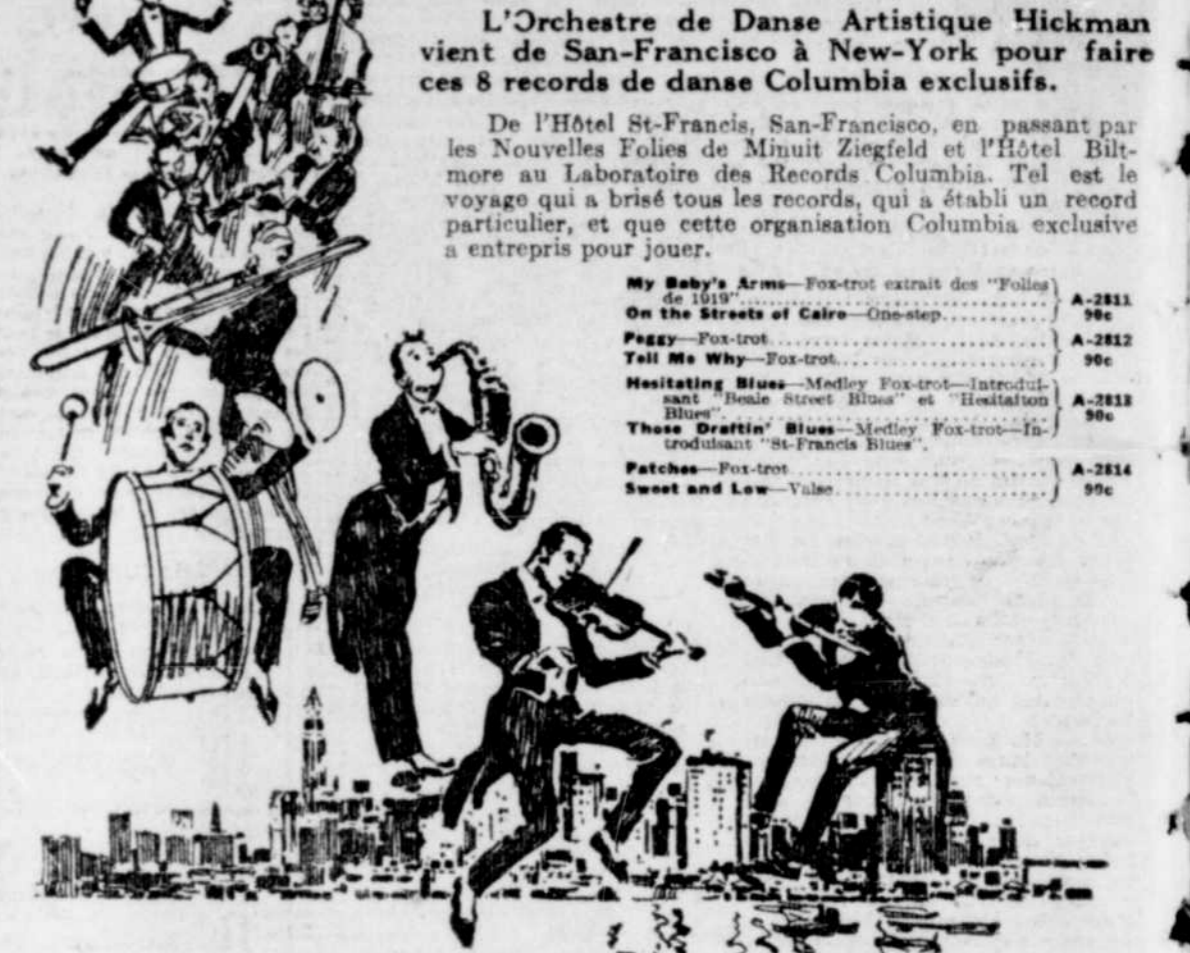 L'Orchestre de Danse Artistique Hickman
vient de San-Francisco à New-York pour faire
ces 8 records de danse Columbia exclusifs.
De l'Hôtel St-Francis, San-Francisco, en passant par
les Nouvelles Folies de Minuit Ziegfeld et l'Hôtel Bilt-
more au Laboratoire des Records Columbia. Tel est le
voyage qui a brisé tous les records, qui a établi un record
particulier, et que cette organisation Columbia exclusive
a entrepris pour jouer.
My Baby's Arms—Fox-trot extrait des "Folies
de 1919" A-2811
On the Streets of Cairo—One-step 90c
Peggy—Fox-trot A-2812
Tell Me Why—Fox-trot 90c
Hesitating Blues—Medley Fox-trot—Introdui-
sant "Beale Street Blues" et "Hesitaiton A-2813
Blues" 90c
Those Draftin' Blues—Medley Fox-trot—In-
troduisant "St-Francis Blues".
Patches—Fox-trot A-2814
Sweet and Low—Valse 90c